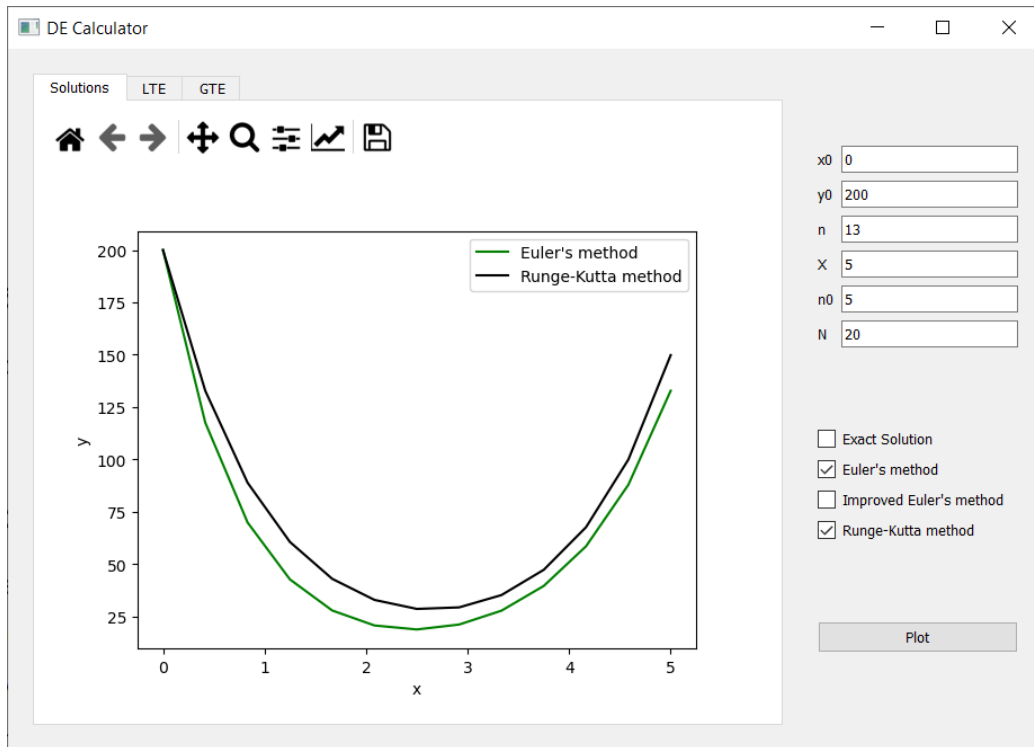 DE Calculator
Solutions LTE GTE
x0 0
y0 200
n 13
X 5
n0 5
N 20
Euler's method
Runge-Kutta method
200
175
150
125
100
75
50
25
y
0 1 2 3 4 5
x
Exact Solution
Euler's method
Improved Euler's method
Runge-Kutta method
Plot